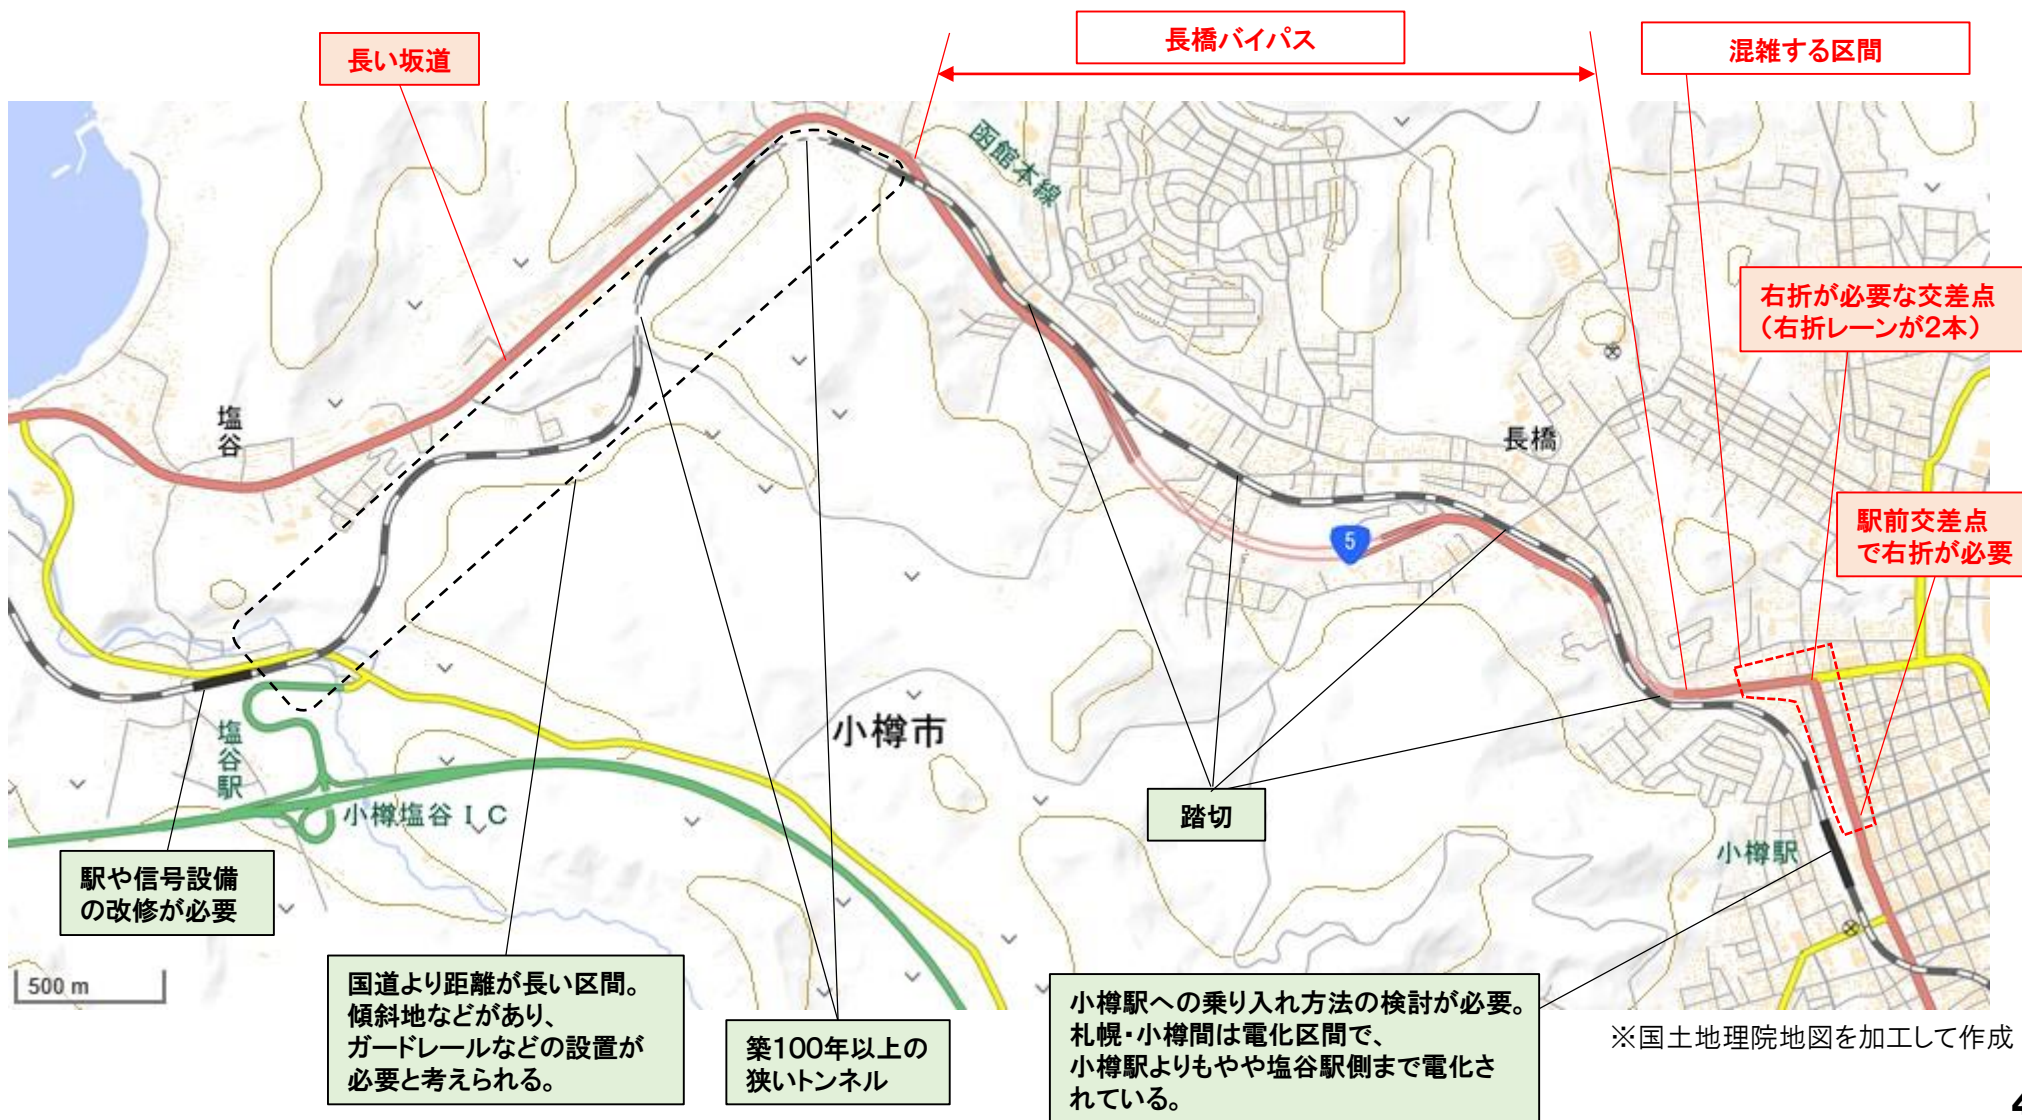 長い坂道
長橋バイパス
混雑する区間
函館本線
右折が必要な交差点
(右折レーンが2本)
塩谷
長橋
駅前交差点
で右折が必要
5
塩谷駅
小樽市
小樽塩谷IC
踏切
小樽駅
駅や信号設備
の改修が必要
500 m
国道より距離が長い区間。
傾斜地などがあり、
ガードレールなどの設置が
必要と考えられる。
築100年以上の
狭いトンネル
小樽駅への乗り入れ方法の検討が必要。
札幌・小樽間は電化区間で、
小樽駅よりもやや塩谷駅側まで電化さ
れている。
※国土地理院地図を加工して作成